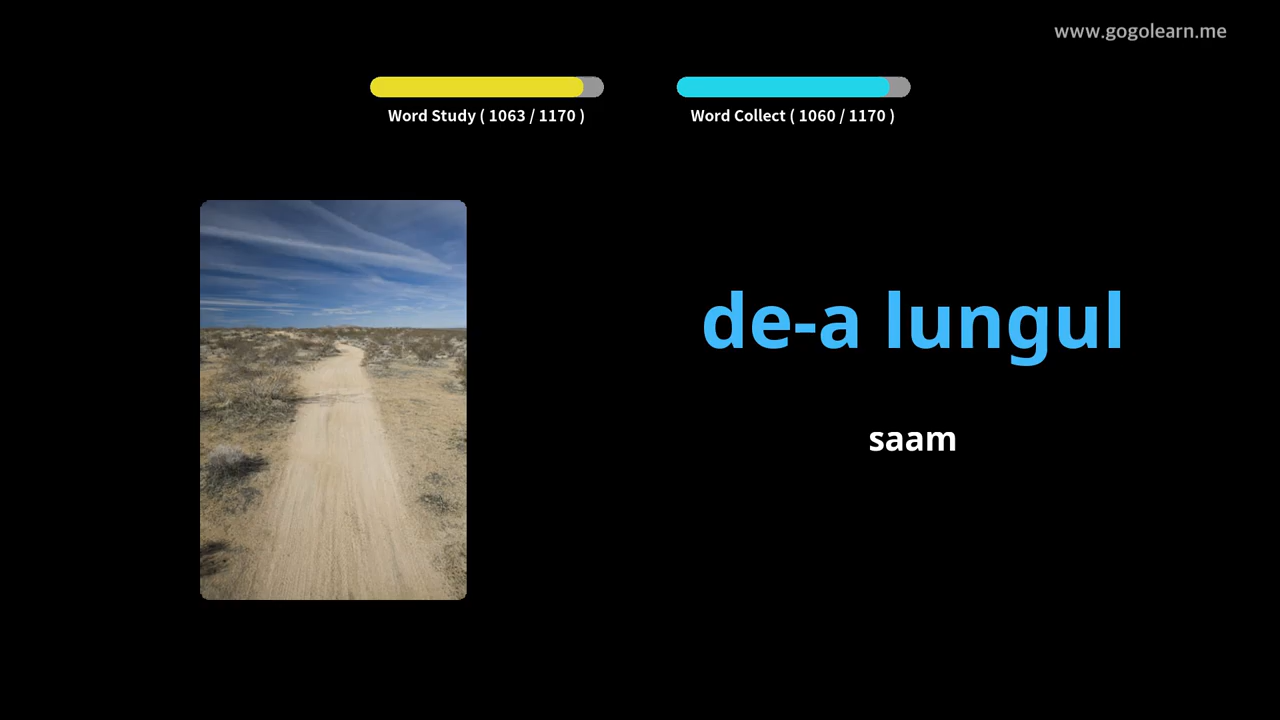 www.gogolearn.me
Word Study ( 1063 / 1170 )
Word Collect ( 1060 / 1170 )
de-a lungul
saam